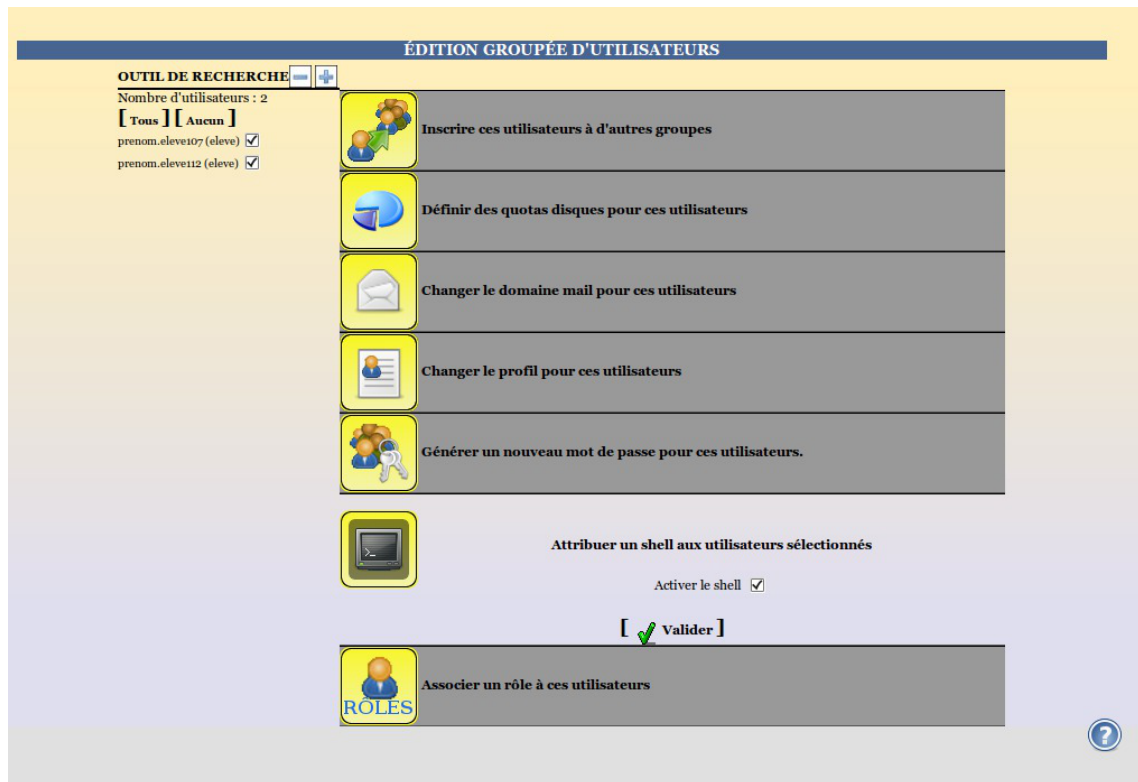 ÉDITION GROUPÉE D'UTILISATEURS
OUTIL DE RECHERCHE
Nombre d'utilisateurs : 2
[ Tous ] [ Aucun ]
prenom.eleve107 (eleve)
prenom.eleve112 (eleve)
Inscrire ces utilisateurs à d'autres groupes
Définir des quotas disques pour ces utilisateurs
Changer le domaine mail pour ces utilisateurs
Changer le profil pour ces utilisateurs
Générer un nouveau mot de passe pour ces utilisateurs.
Attribuer un shell aux utilisateurs sélectionnés
Activer le shell
[ Valider ]
RÔLES
Associer un rôle à ces utilisateurs